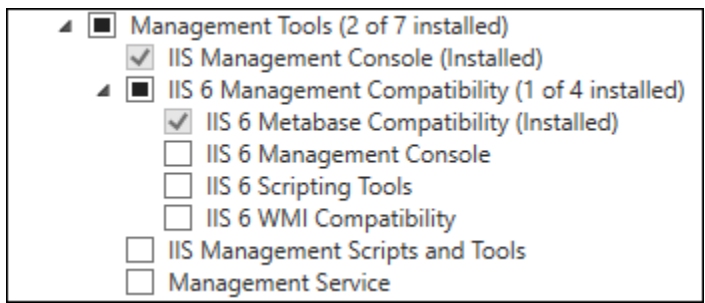 Management Tools (2 of 7 installed)
IIS Management Console (Installed)
IIS 6 Management Compatibility (1 of 4 installed)
IIS 6 Metabase Compatibility (Installed)
IIS 6 Management Console
IIS 6 Scripting Tools
IIS 6 WMI Compatibility
IIS Management Scripts and Tools
Management Service